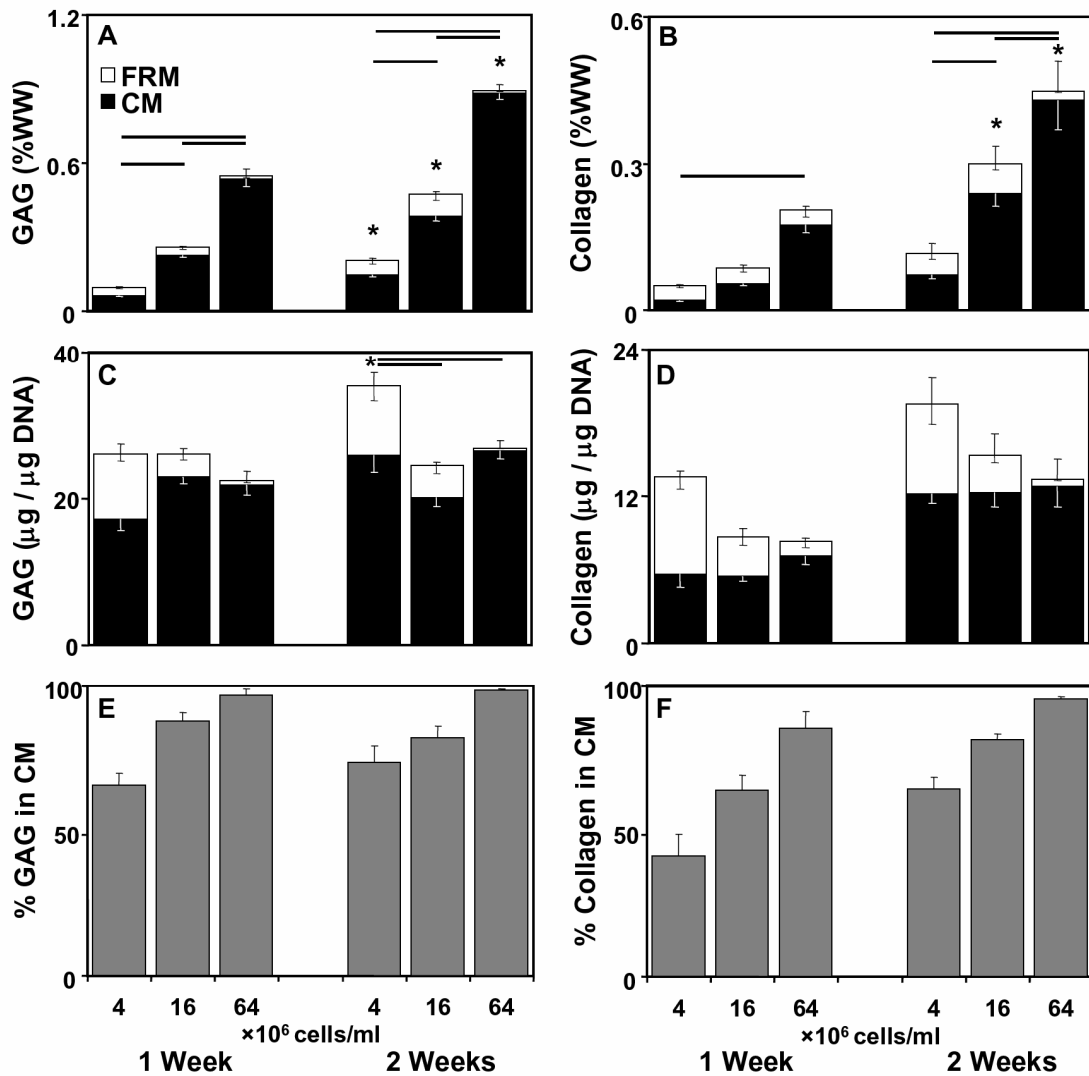 A
GAG (%WW)
1.2
0.6
0
FRM
CM
*
*
*
B
Collagen (%WW)
0.6
0.3
0
*
*
C
GAG (µg / µg DNA)
40
20
0
*
D
Collagen (µg / µg DNA)
24
12
0
E
% GAG in CM
100
50
0
4 16 64 4 16 64
×10⁶ cells/ml
1 Week 2 Weeks
F
% Collagen in CM
100
50
0
4 16 64 4 16 64
×10⁶ cells/ml
1 Week 2 Weeks